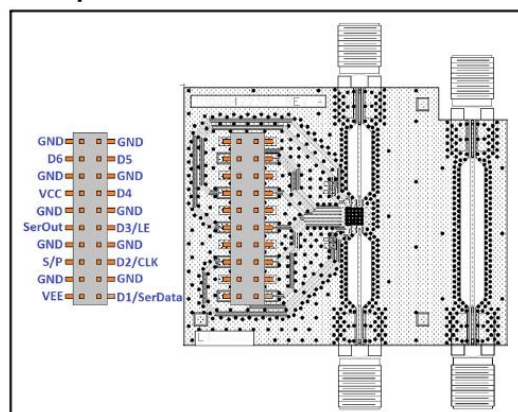 GND GND
D6 D5
GND GND
VCC D4
GND GND
SerOut D3/LE
GND GND
S/P D2/CLK
GND GND
VEE D1/SerData